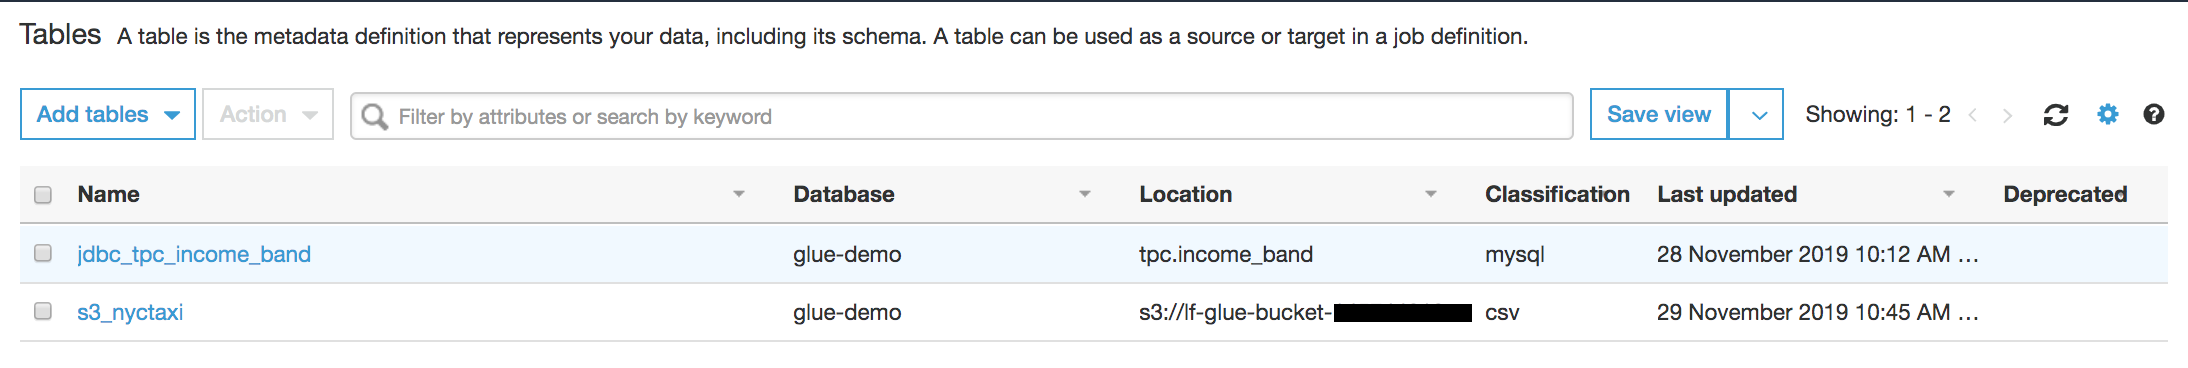 Tables A table is the metadata definition that represents your data, including its schema. A table can be used as a source or target in a job definition.
Add tables Action Filter by attributes or search by keyword Save view Showing: 1 - 2
Name Database Location Classification Last updated Deprecated
jdbc_tpc_income_band glue-demo tpc.income_band mysql 28 November 2019 10:12 AM ...
s3_nyctaxi glue-demo s3://lf-glue-bucket- csv 29 November 2019 10:45 AM ...